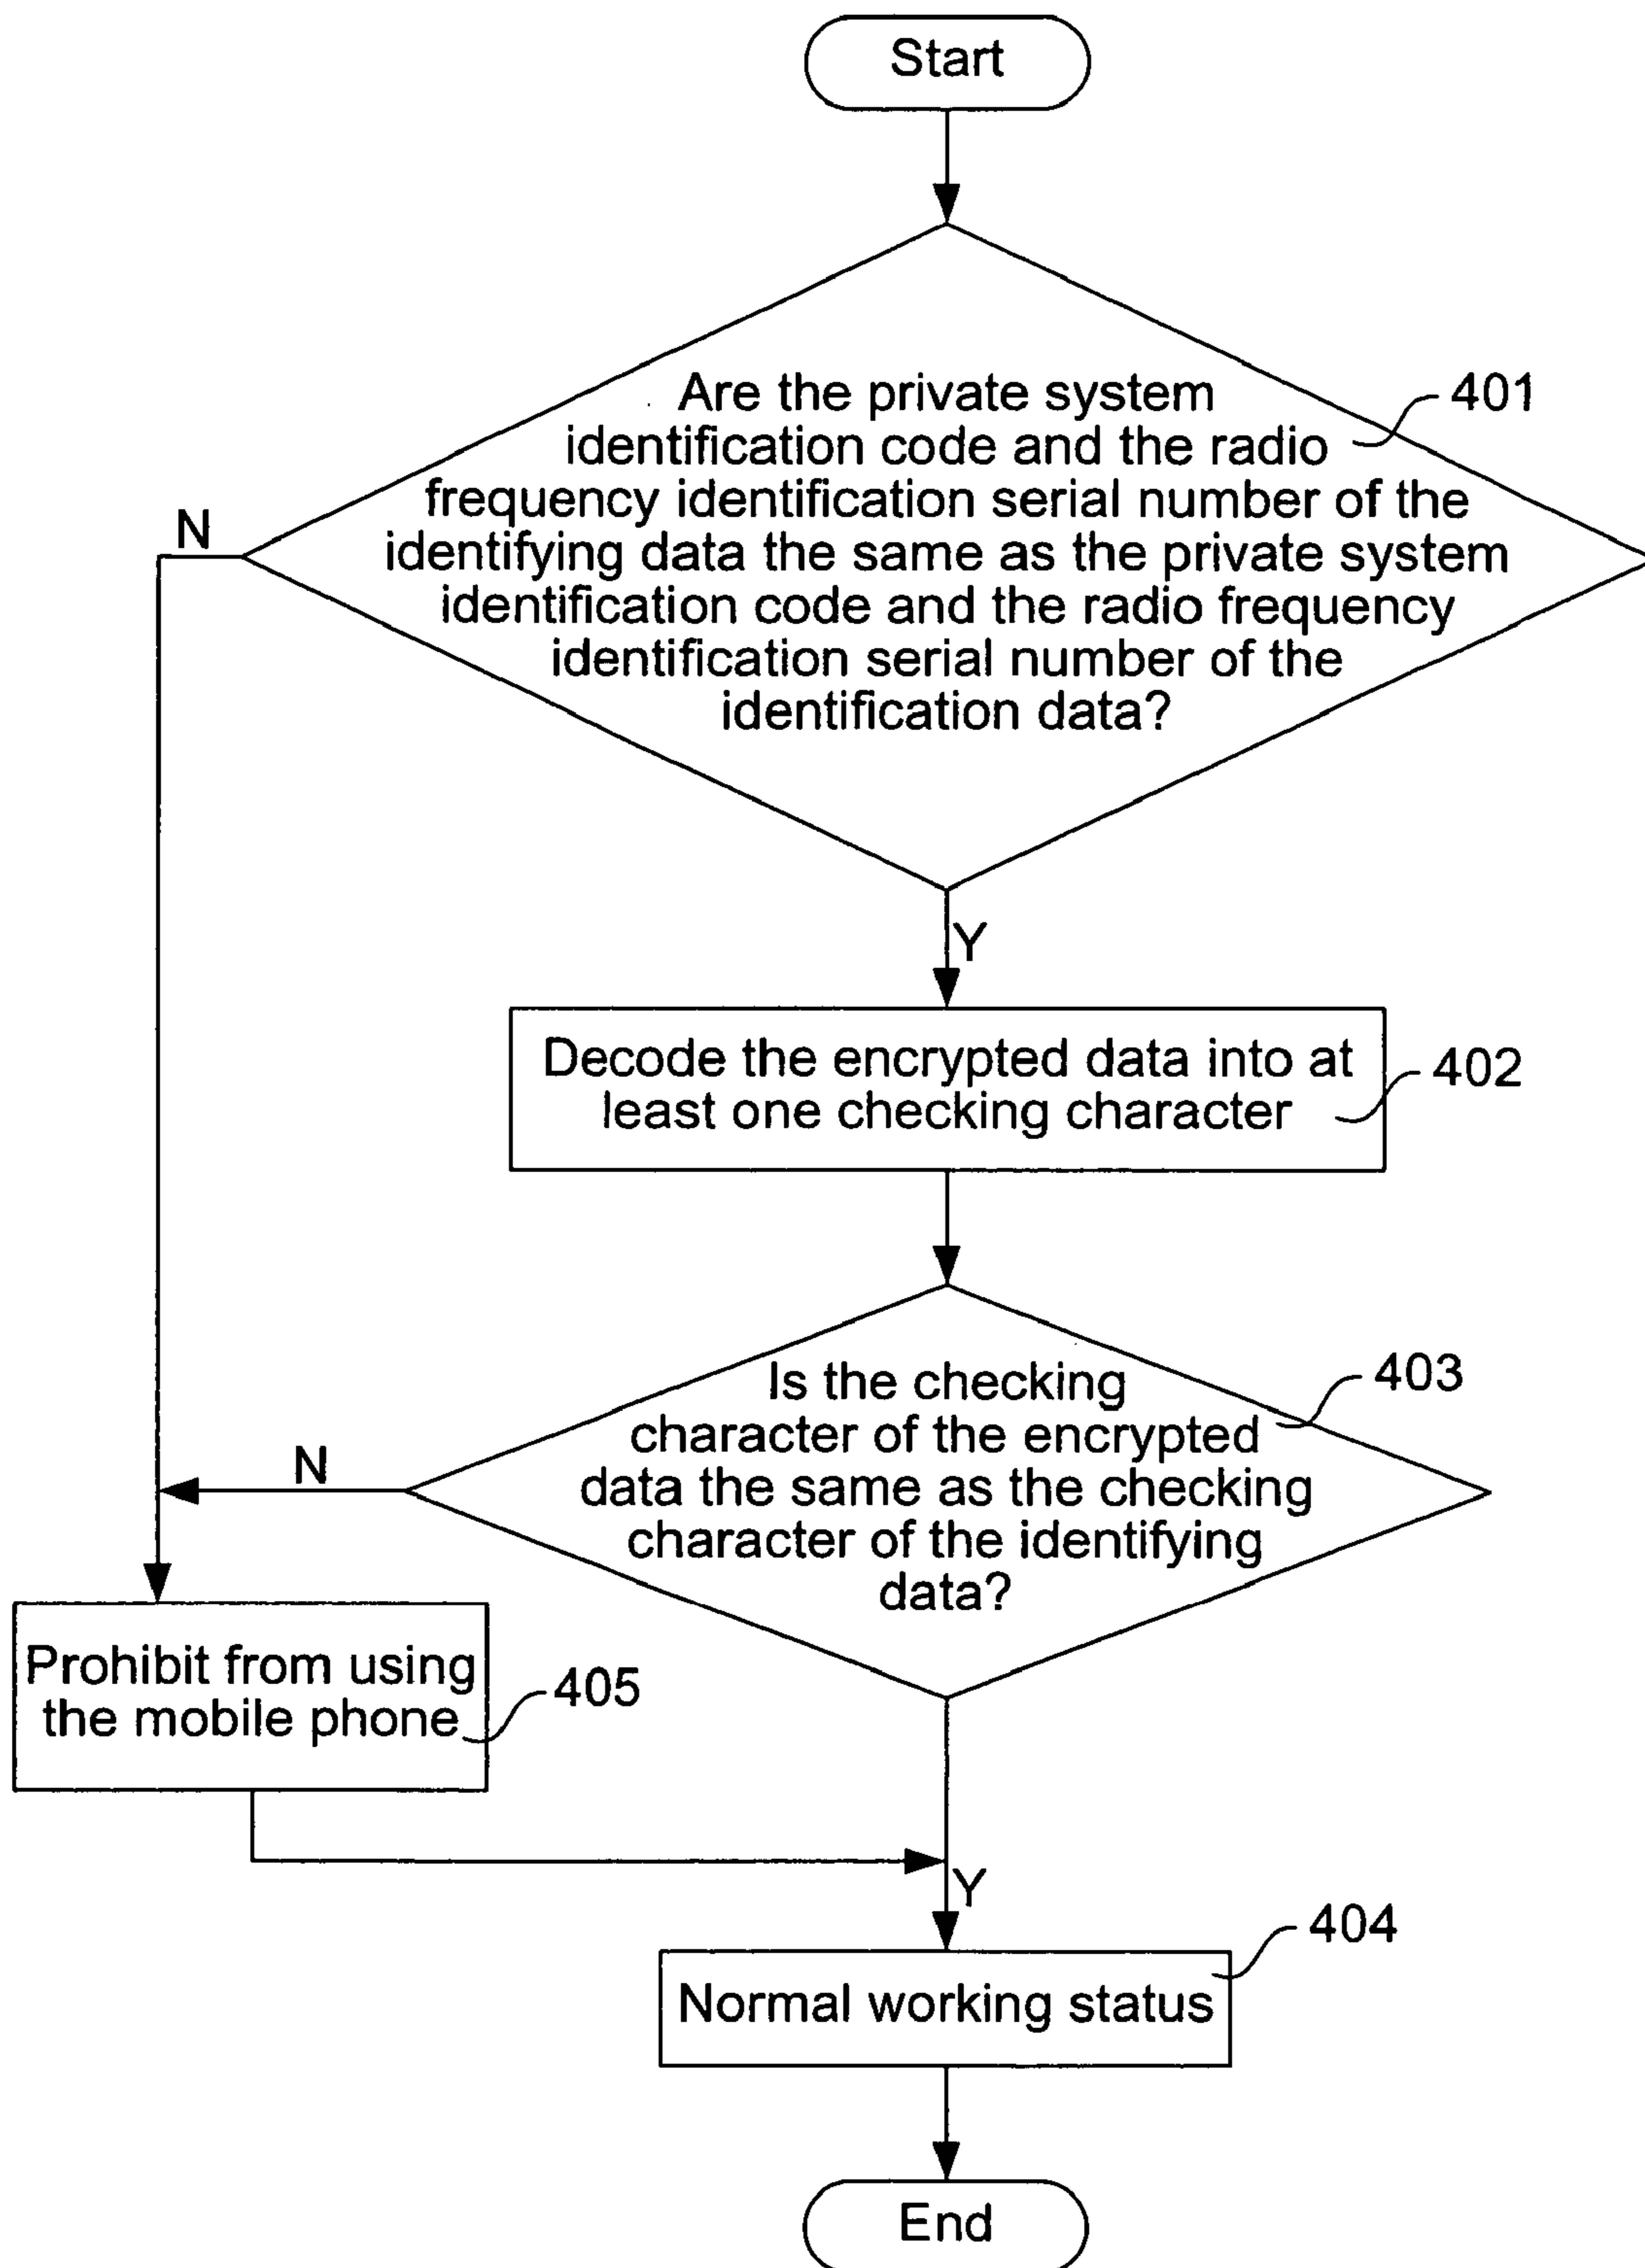 Start
Are the private system
identification code and the radio
frequency identification serial number of the
identifying data the same as the private system
identification code and the radio frequency
identification serial number of the
identification data?
401
N
Y
Decode the encrypted data into at
least one checking character
402
Is the checking
character of the encrypted
data the same as the checking
character of the identifying
data?
403
N
Prohibit from using
the mobile phone
405
Y
404
Normal working status
End